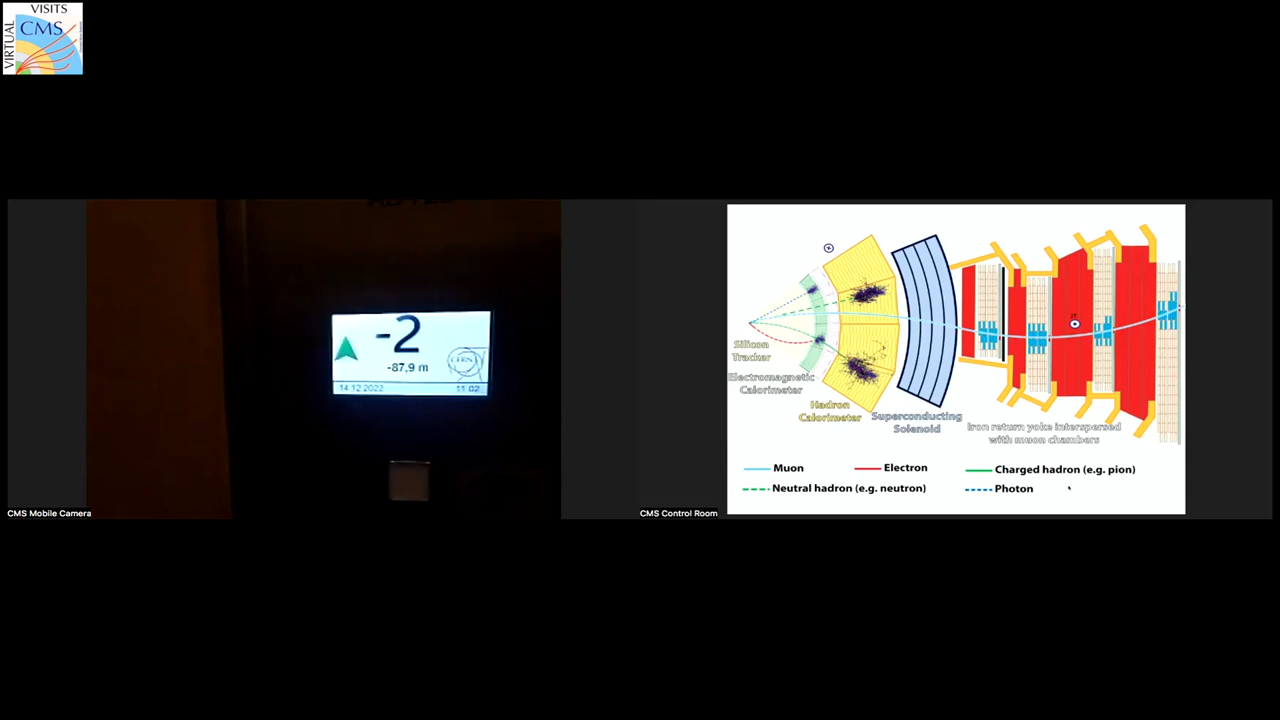 VISITS
CMS
VIRTUAL
-2
-87,9 m
CERN
14 12 2022
11 02
CMS Mobile Camera
Silicon
Tracker
Electromagnetic
Calorimeter
Hadron
Calorimeter
Superconducting
Solenoid
Iron return yoke interspersed
with muon chambers
Muon
Electron
Charged hadron (e.g. pion)
Neutral hadron (e.g. neutron)
Photon
CMS Control Room